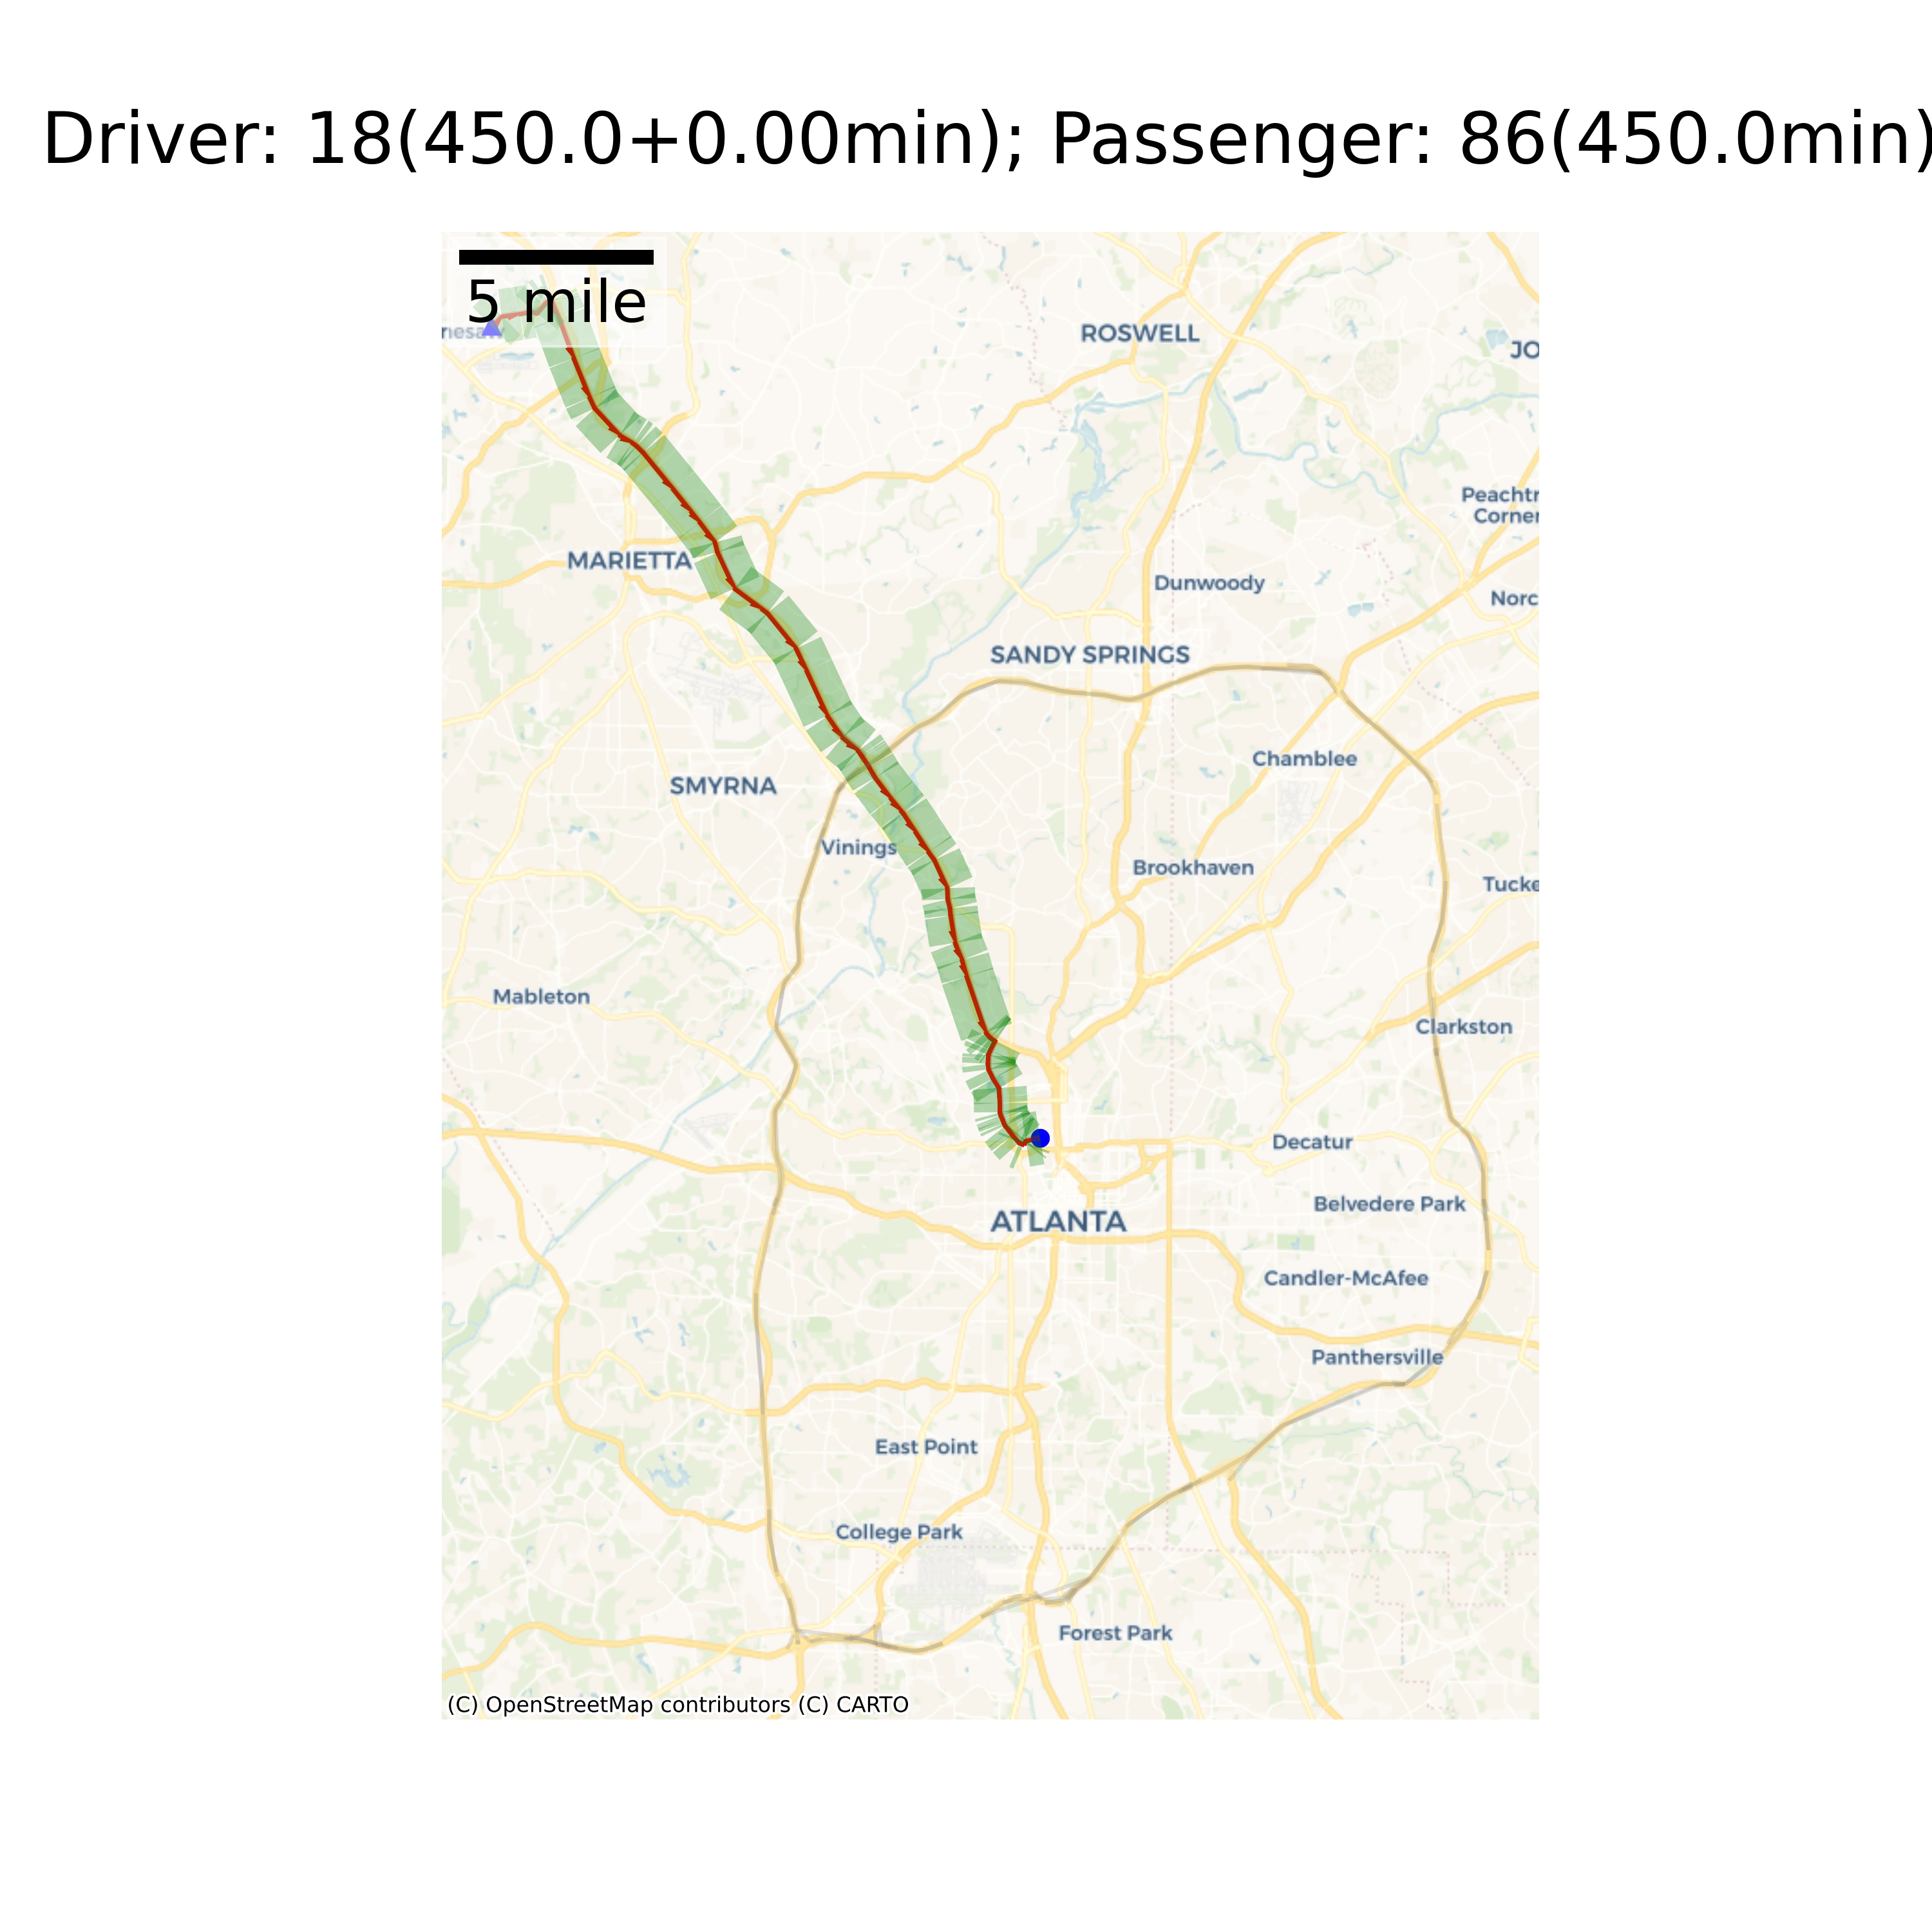 Driver: 18(450.0+0.00min); Passenger: 86(450.0min)
5 mile
nesaw
ROSWELL
JO
Peachtr
Corner
MARIETTA
Dunwoody
Norc
SANDY SPRINGS
Chamblee
SMYRNA
Vinings
Brookhaven
Tucke
Mableton
Clarkston
Decatur
Belvedere Park
ATLANTA
Candler-McAfee
Panthersville
East Point
College Park
Forest Park
(C) OpenStreetMap contributors (C) CARTO